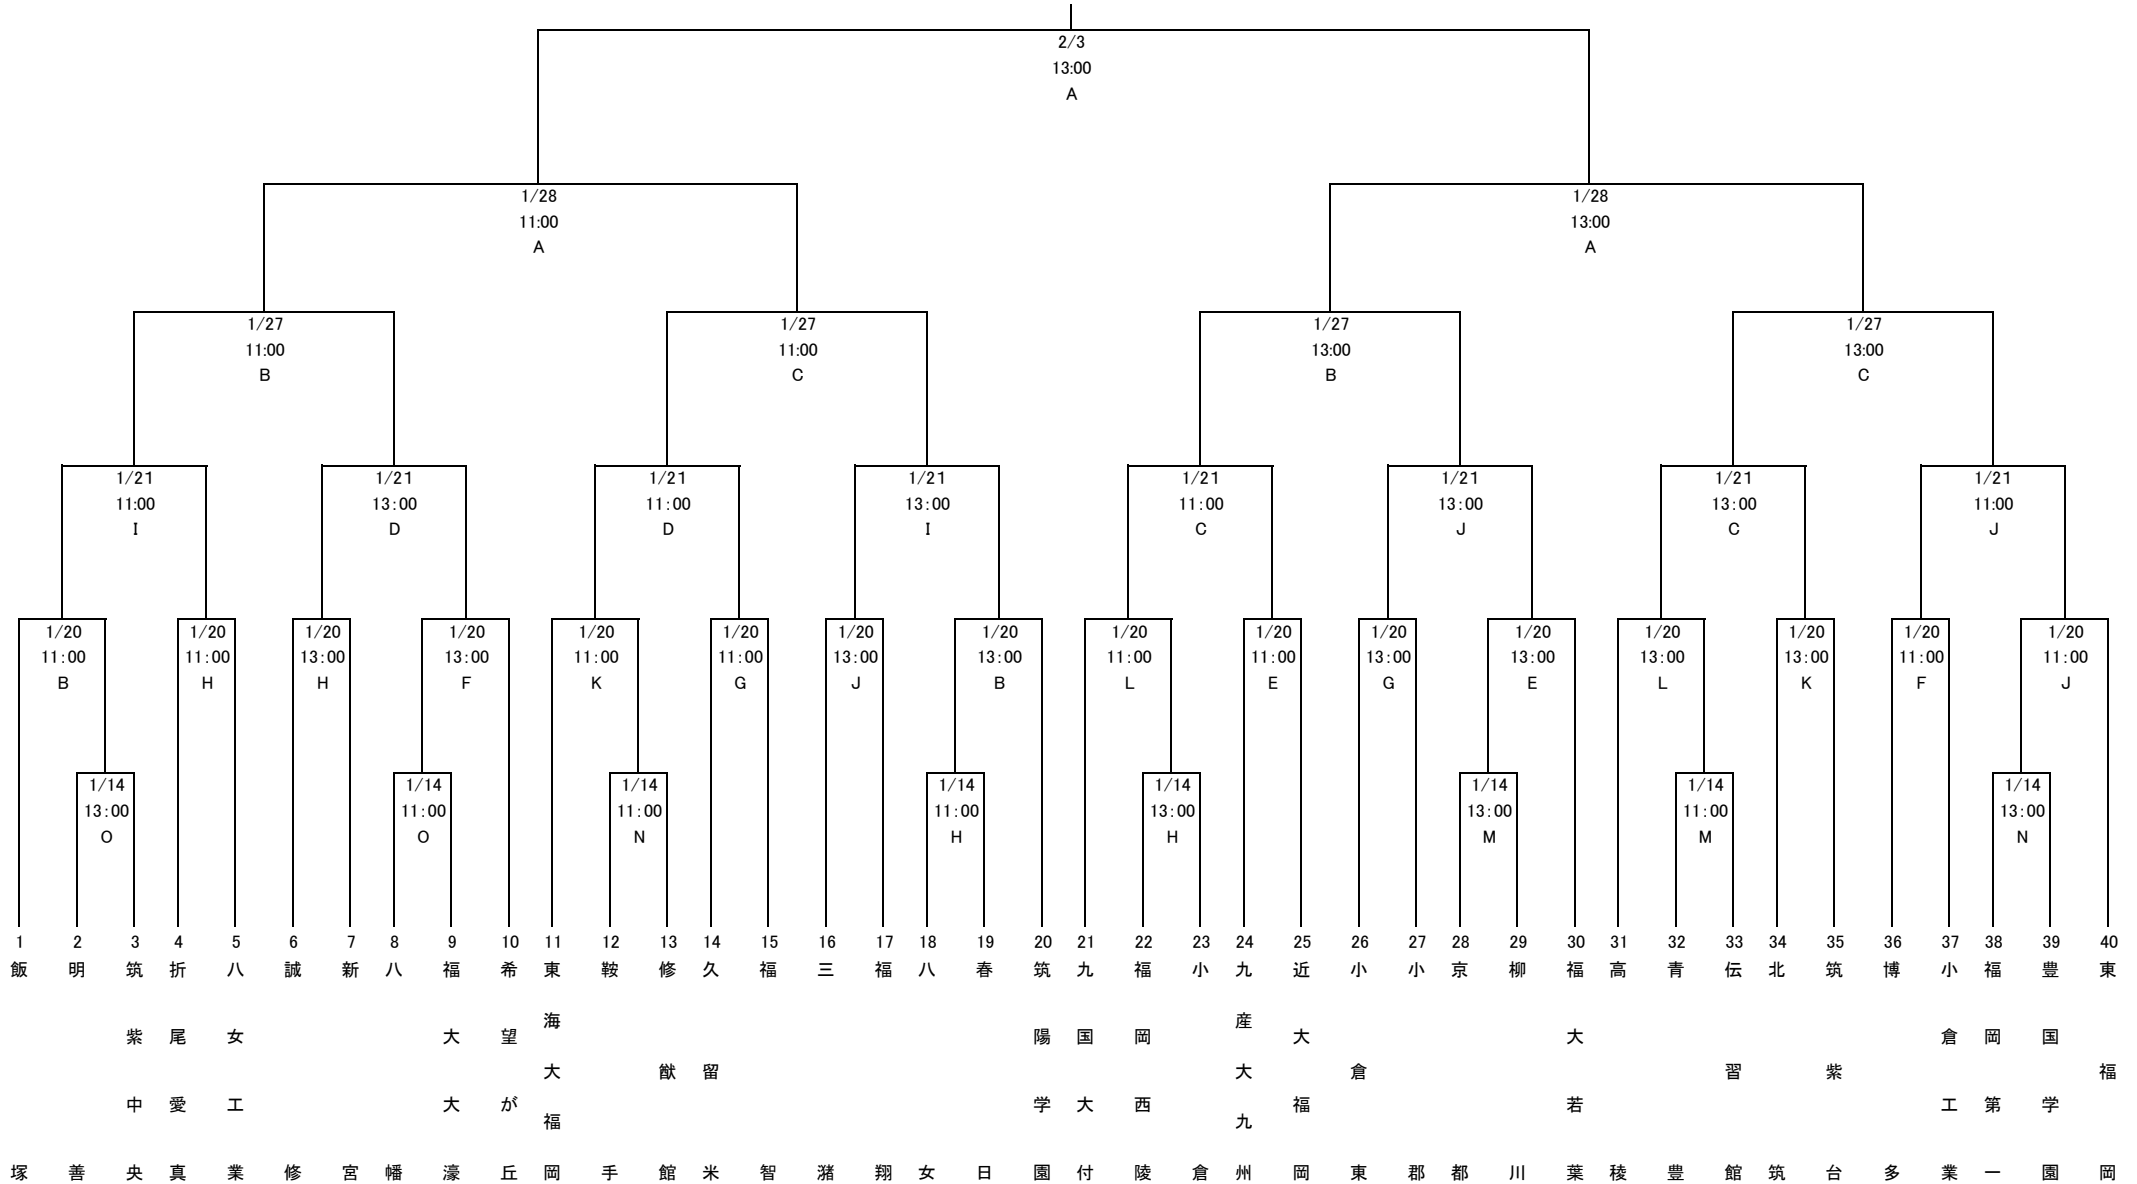 2/3
13:00
A
1/28
11:00
A
1/28
13:00
A
1/27
11:00
B
1/27
11:00
C
1/27
13:00
B
1/27
13:00
C
1/21
11:00
I
1/21
13:00
D
1/21
11:00
D
1/21
13:00
I
1/21
11:00
C
1/21
13:00
J
1/21
13:00
C
1/21
11:00
J
1/20
11:00
B
1/20
11:00
H
1/20
13:00
H
1/20
13:00
F
1/20
11:00
K
1/20
11:00
G
1/20
13:00
J
1/20
13:00
B
1/20
11:00
L
1/20
11:00
E
1/20
13:00
G
1/20
13:00
E
1/20
13:00
L
1/20
13:00
K
1/20
11:00
F
1/20
11:00
J
1/14
13:00
O
1/14
11:00
O
1/14
11:00
N
1/14
11:00
H
1/14
13:00
H
1/14
13:00
M
1/14
11:00
M
1/14
13:00
N
1
飯塚
2
明善
3
筑紫中央
4
折尾愛真
5
八女工業
6
誠修
7
新宮
8
八幡
9
福大大濠
10
希望が丘
11
東海大福岡
12
鞍手
13
修猷館
14
久留米
15
福智
16
三潴
17
福翔
18
八女
19
春日
20
筑陽学園
21
九国大付
22
福岡西陵
23
小倉
24
九産大九州
25
近大福岡
26
小倉東
27
小郡
28
京都
29
柳川
30
福大若葉
31
高稜
32
青豊
33
伝習館
34
北筑
35
筑紫台
36
博多
37
小倉工業
38
福岡第一
39
豊国学園
40
東福岡